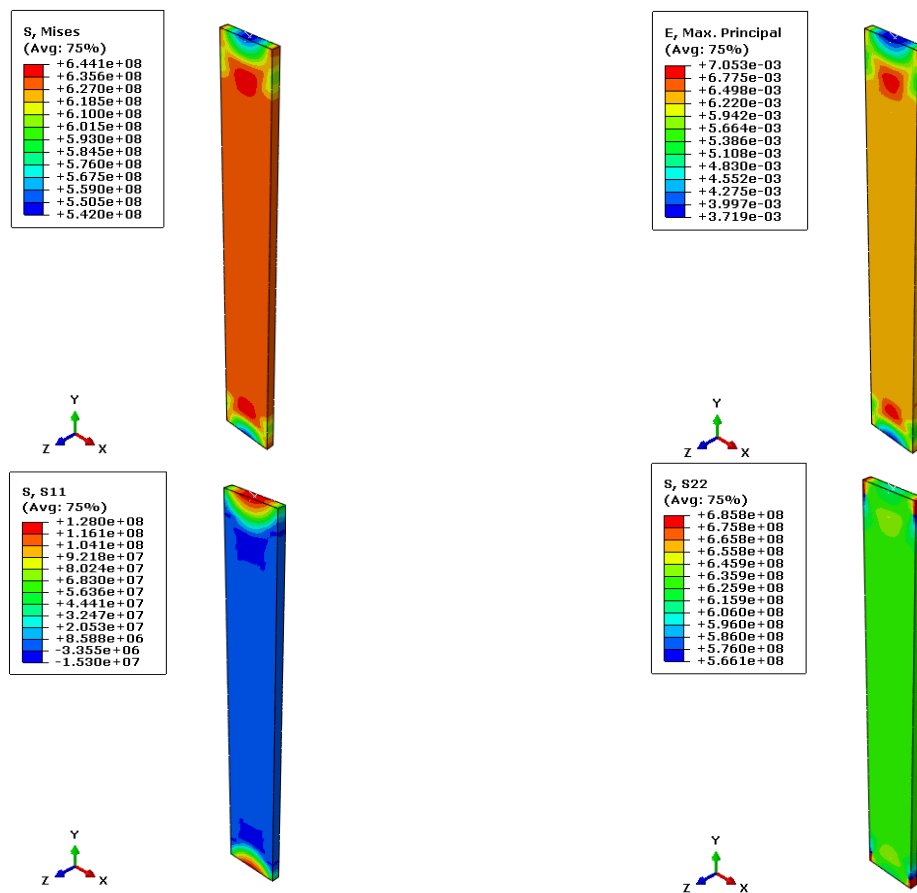 S, Mises
(Avg: 75%)
+6.441e+08
+6.356e+08
+6.270e+08
+6.185e+08
+6.100e+08
+6.015e+08
+5.930e+08
+5.845e+08
+5.760e+08
+5.675e+08
+5.590e+08
+5.505e+08
+5.420e+08
Y
Z
X
E, Max. Principal
(Avg: 75%)
+7.053e-03
+6.775e-03
+6.498e-03
+6.220e-03
+5.942e-03
+5.664e-03
+5.386e-03
+5.108e-03
+4.830e-03
+4.552e-03
+4.275e-03
+3.997e-03
+3.719e-03
Y
Z
X
S, S11
(Avg: 75%)
+1.280e+08
+1.161e+08
+1.041e+08
+9.218e+07
+8.024e+07
+6.830e+07
+5.636e+07
+4.441e+07
+3.247e+07
+2.053e+07
+8.588e+06
-3.355e+06
-1.530e+07
Y
Z
X
S, S22
(Avg: 75%)
+6.858e+08
+6.758e+08
+6.658e+08
+6.558e+08
+6.459e+08
+6.359e+08
+6.259e+08
+6.159e+08
+6.060e+08
+5.960e+08
+5.860e+08
+5.760e+08
+5.661e+08
Y
Z
X